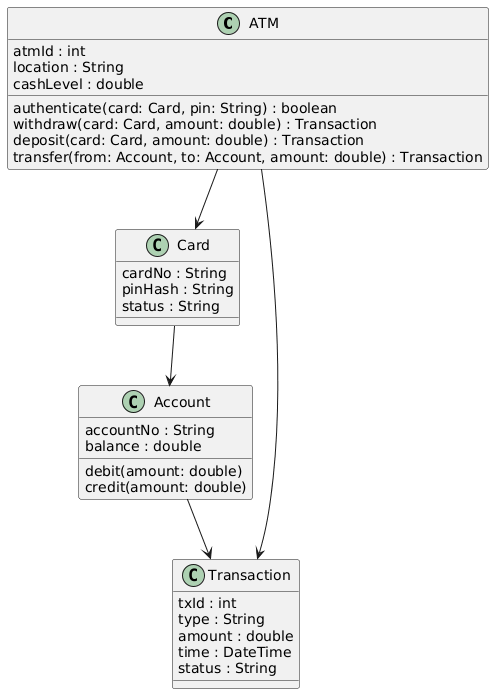 C ATM
atmId : int
location : String
cashLevel : double
authenticate(card: Card, pin: String) : boolean
withdraw(card: Card, amount: double) : Transaction
deposit(card: Card, amount: double) : Transaction
transfer(from: Account, to: Account, amount: double) : Transaction
C Card
cardNo : String
pinHash : String
status : String
C Account
accountNo : String
balance : double
debit(amount: double)
credit(amount: double)
C Transaction
txId : int
type : String
amount : double
time : DateTime
status : String